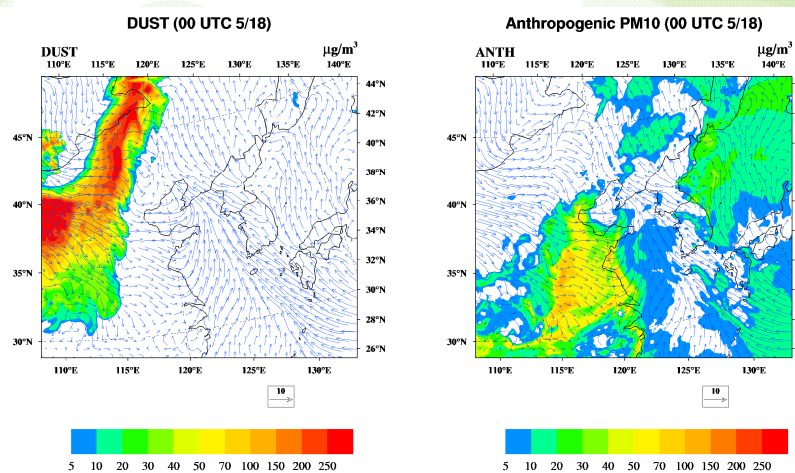 DUST (00 UTC 5/18)
DUST
μg/m³
110°E 115°E 120°E 125°E 130°E 135°E
44°N
42°N
45°N
40°N
38°N
40°N
36°N
34°N
35°N
32°N
30°N
28°N
30°N
26°N
110°E 115°E 120°E 125°E 130°E
10
5 10 20 30 40 50 70 100 150 200 250
Anthropogenic PM10 (00 UTC 5/18)
ANTH
μg/m³
110°E 115°E 120°E 125°E 130°E 135°E
45°N
40°N
35°N
30°N
110°E 115°E 120°E 125°E 130°E
10
5 10 20 30 40 50 70 100 150 200 250